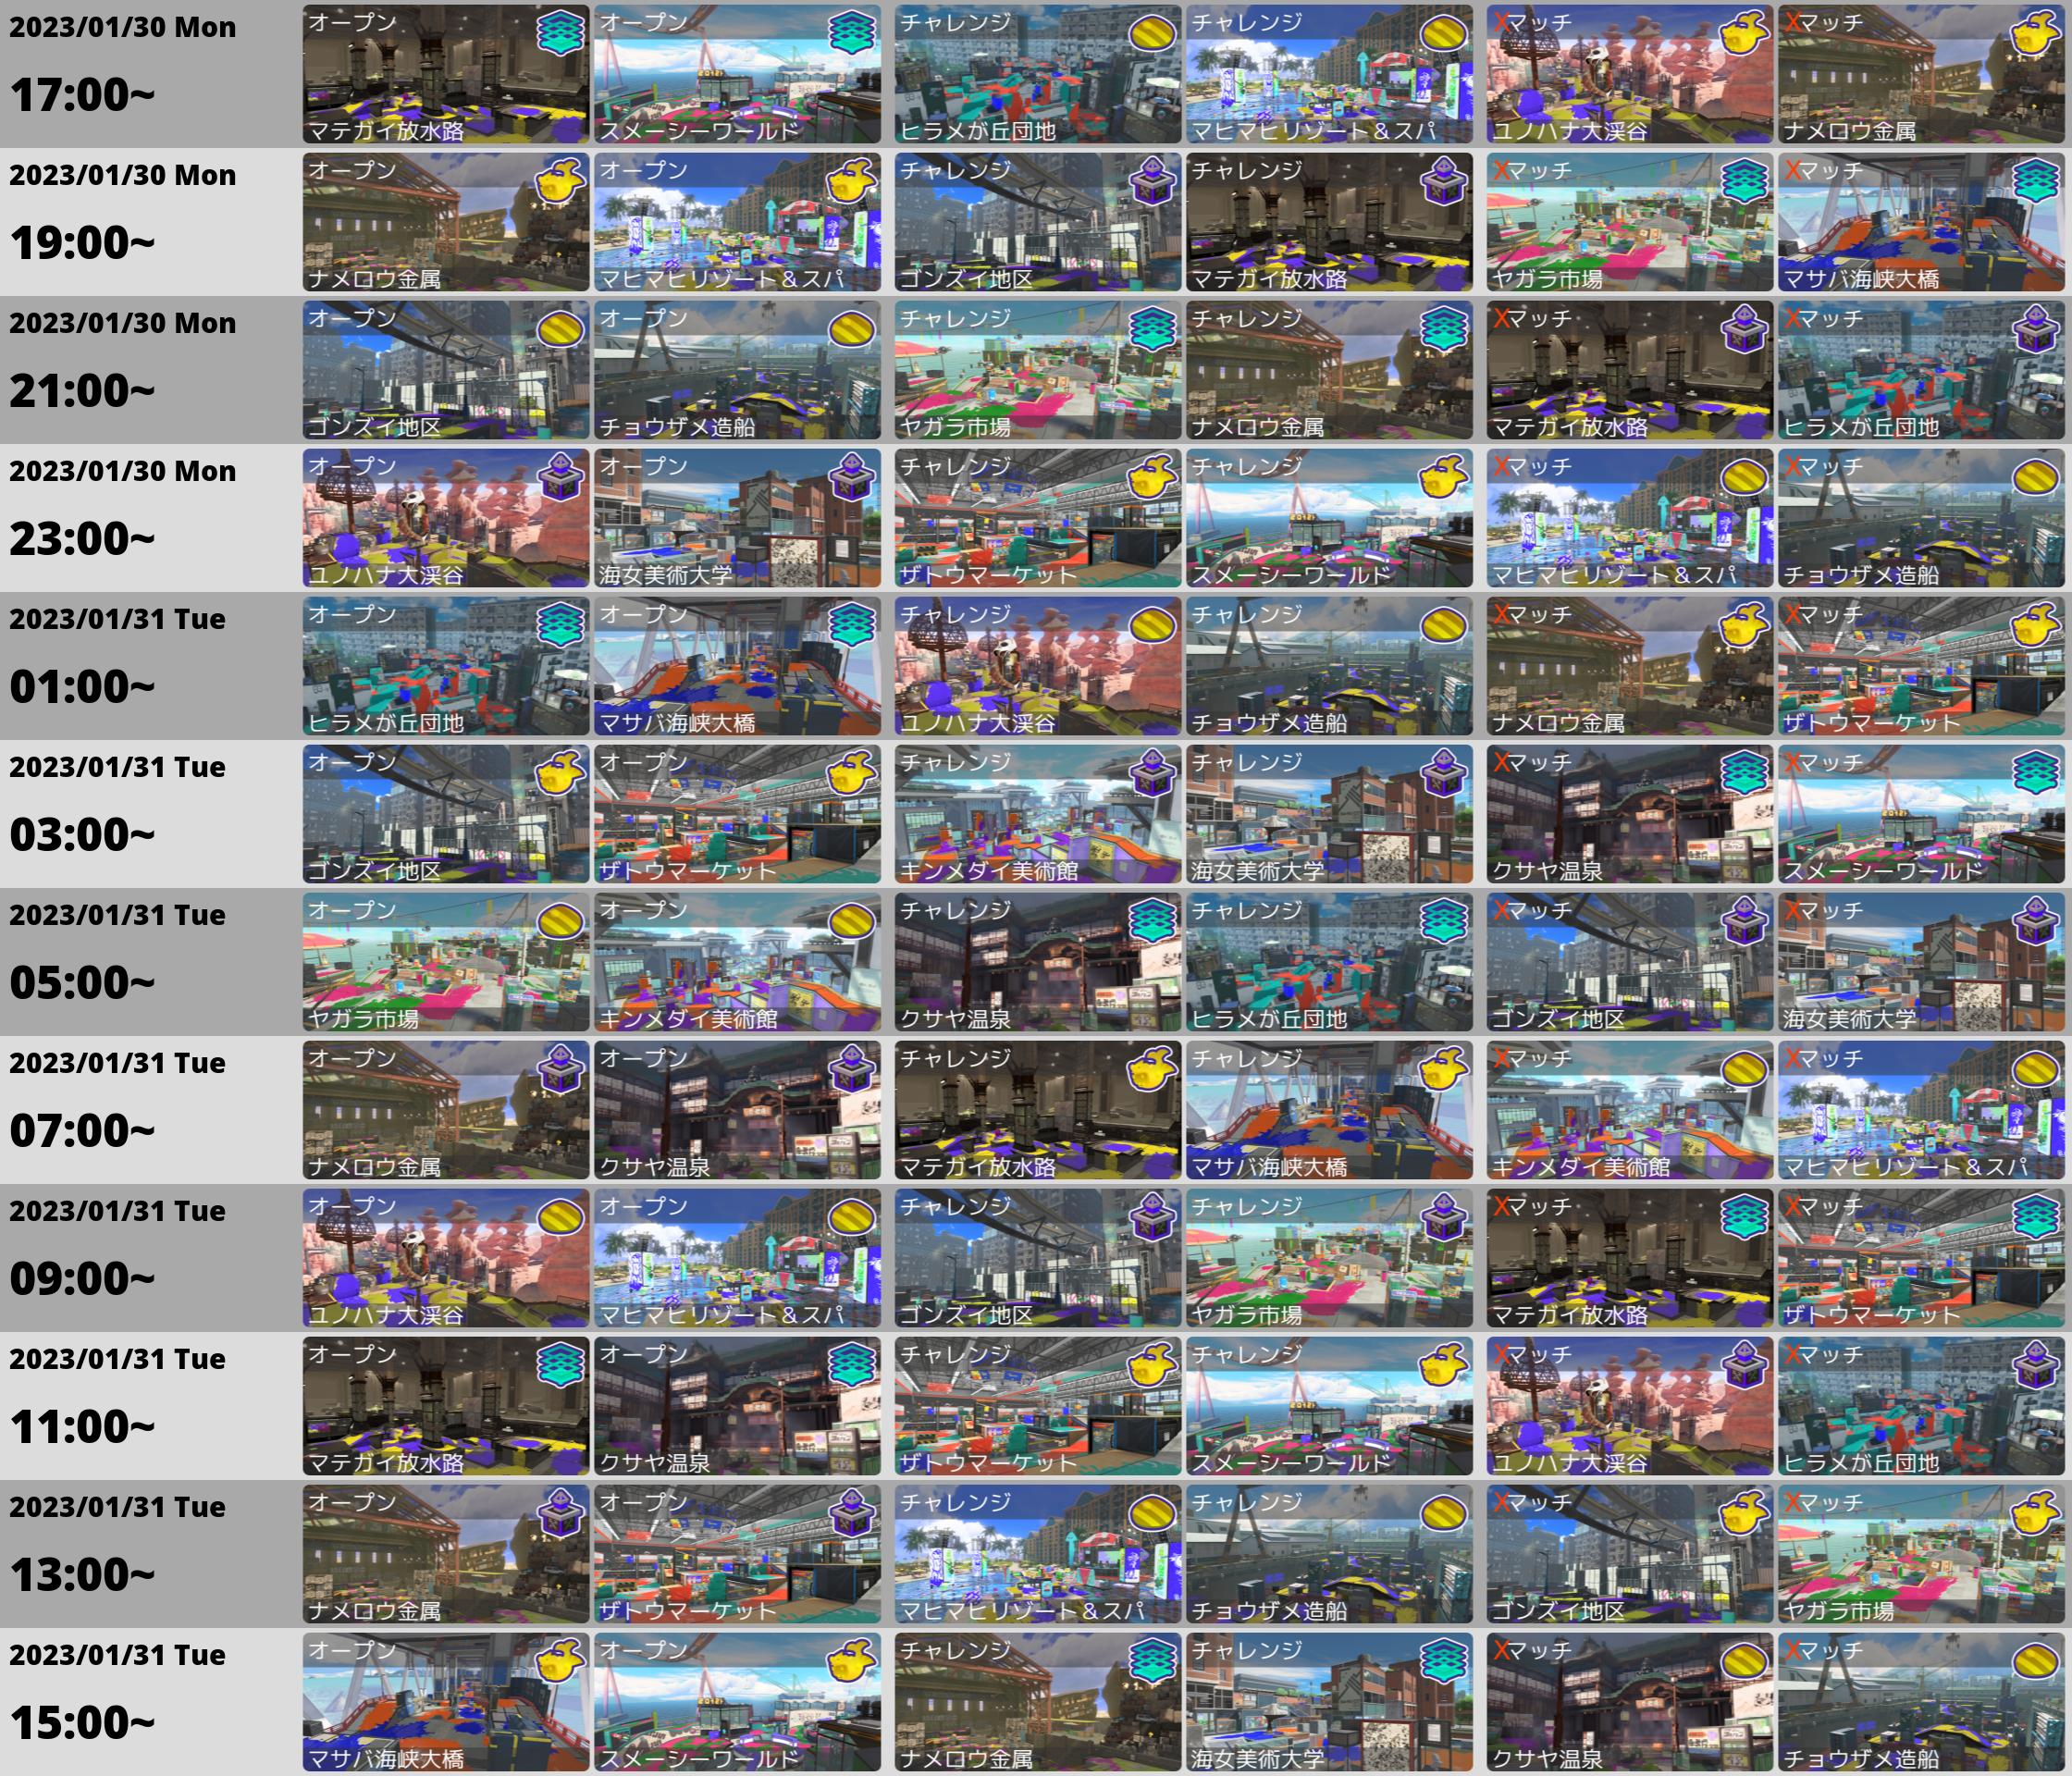 2023/01/30 Mon
17:00~
オープン オープン チャレンジ チャレンジ Xマッチ Xマッチ
マテガイ放水路 スメーシーワールド ヒラメが丘団地 マヒマヒリゾート＆スパ ユノハナ大渓谷 ナメロウ金属
2023/01/30 Mon
19:00~
オープン オープン チャレンジ チャレンジ Xマッチ Xマッチ
ナメロウ金属 マヒマヒリゾート＆スパ ゴンズイ地区 マテガイ放水路 ヤガラ市場 マサバ海峡大橋
2023/01/30 Mon
21:00~
オープン オープン チャレンジ チャレンジ Xマッチ Xマッチ
ゴンズイ地区 チョウザメ造船 ヤガラ市場 ナメロウ金属 マテガイ放水路 ヒラメが丘団地
2023/01/30 Mon
23:00~
オープン オープン チャレンジ チャレンジ Xマッチ Xマッチ
ユノハナ大渓谷 海女美術大学 ザトウマーケット スメーシーワールド マヒマヒリゾート＆スパ チョウザメ造船
2023/01/31 Tue
01:00~
オープン オープン チャレンジ チャレンジ Xマッチ Xマッチ
ヒラメが丘団地 マサバ海峡大橋 ユノハナ大渓谷 チョウザメ造船 ナメロウ金属 ザトウマーケット
2023/01/31 Tue
03:00~
オープン オープン チャレンジ チャレンジ Xマッチ Xマッチ
ゴンズイ地区 ザトウマーケット キンメダイ美術館 海女美術大学 クサヤ温泉 スメーシーワールド
2023/01/31 Tue
05:00~
オープン オープン チャレンジ チャレンジ Xマッチ Xマッチ
ヤガラ市場 キンメダイ美術館 クサヤ温泉 ヒラメが丘団地 ゴンズイ地区 海女美術大学
2023/01/31 Tue
07:00~
オープン オープン チャレンジ チャレンジ Xマッチ Xマッチ
ナメロウ金属 クサヤ温泉 マテガイ放水路 マサバ海峡大橋 キンメダイ美術館 マヒマヒリゾート＆スパ
2023/01/31 Tue
09:00~
オープン オープン チャレンジ チャレンジ Xマッチ Xマッチ
ユノハナ大渓谷 マヒマヒリゾート＆スパ ゴンズイ地区 ヤガラ市場 マテガイ放水路 ザトウマーケット
2023/01/31 Tue
11:00~
オープン オープン チャレンジ チャレンジ Xマッチ Xマッチ
マテガイ放水路 クサヤ温泉 ザトウマーケット スメーシーワールド ユノハナ大渓谷 ヒラメが丘団地
2023/01/31 Tue
13:00~
オープン オープン チャレンジ チャレンジ Xマッチ Xマッチ
ナメロウ金属 ザトウマーケット マヒマヒリゾート＆スパ チョウザメ造船 ゴンズイ地区 ヤガラ市場
2023/01/31 Tue
15:00~
オープン オープン チャレンジ チャレンジ Xマッチ Xマッチ
マサバ海峡大橋 スメーシーワールド ナメロウ金属 海女美術大学 クサヤ温泉 チョウザメ造船